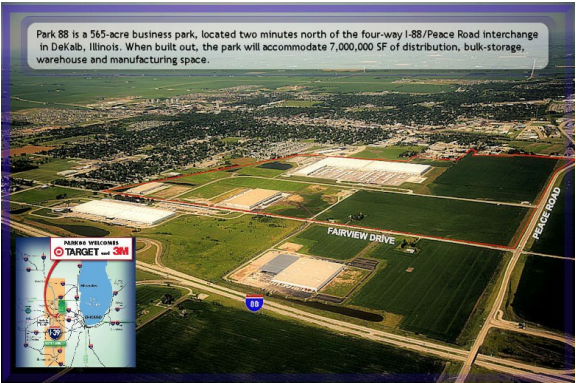 Park 88 is a 565-acre business park, located two minutes north of the four-way I-88/Peace Road interchange
in DeKalb, Illinois. When built out, the park will accommodate 7,000,000 SF of distribution, bulk-storage,
warehouse and manufacturing space.
PEACE ROAD
FAIRVIEW DRIVE
PARK88 WELCOMES
TARGET and 3M
CHICAGO
I-39
88